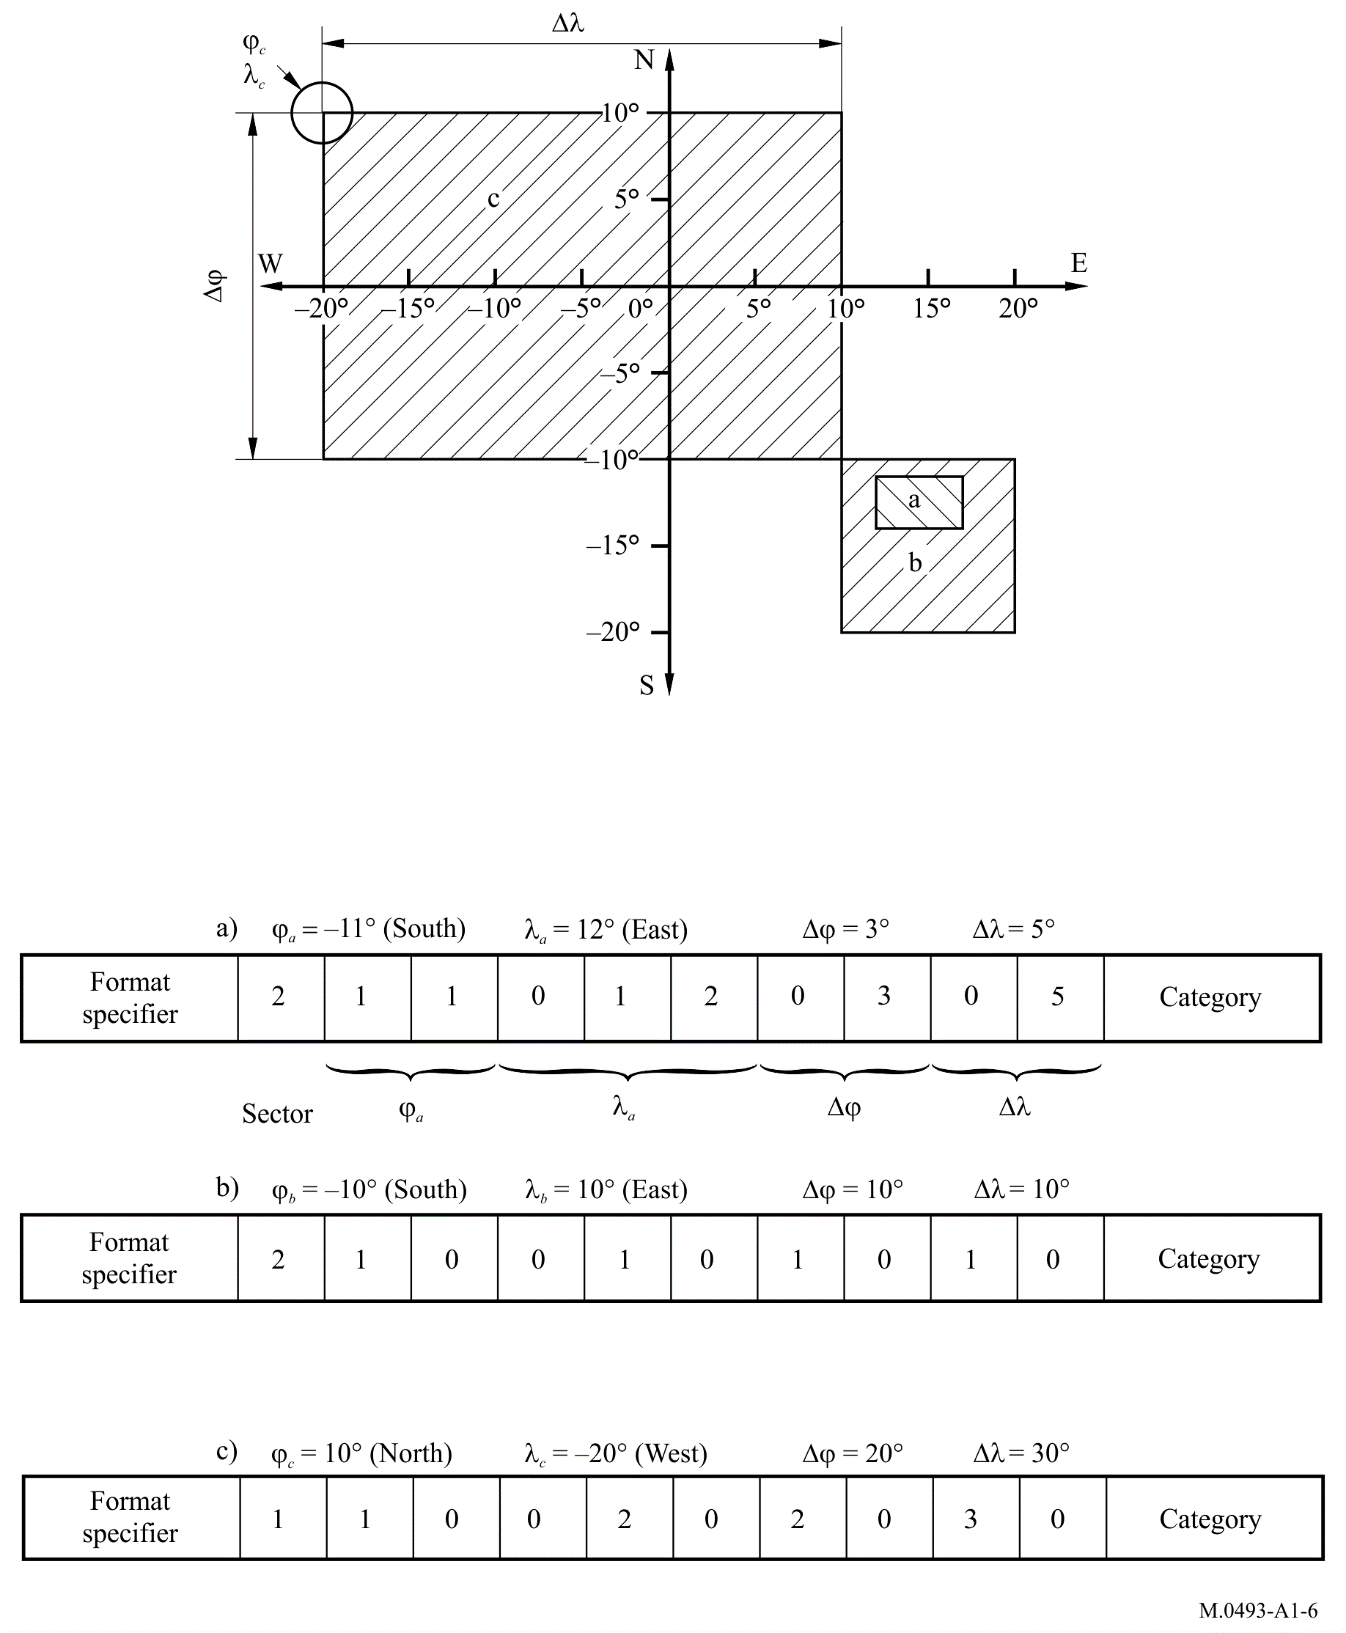 Δλ
φc
λc
N
10°
c
5°
W
E
Δφ
–20° –15° –10° –5° 0° 5° 10° 15° 20°
–5°
–10°
a
–15°
b
–20°
S
a) φa = –11° (South) λa = 12° (East) Δφ = 3° Δλ = 5°
Format specifier 2 1 1 0 1 2 0 3 0 5 Category
Sector φa λa Δφ Δλ
b) φb = –10° (South) λb = 10° (East) Δφ = 10° Δλ = 10°
Format specifier 2 1 0 0 1 0 1 0 1 0 Category
c) φc = 10° (North) λc = –20° (West) Δφ = 20° Δλ = 30°
Format specifier 1 1 0 0 2 0 2 0 3 0 Category
M.0493-A1-6